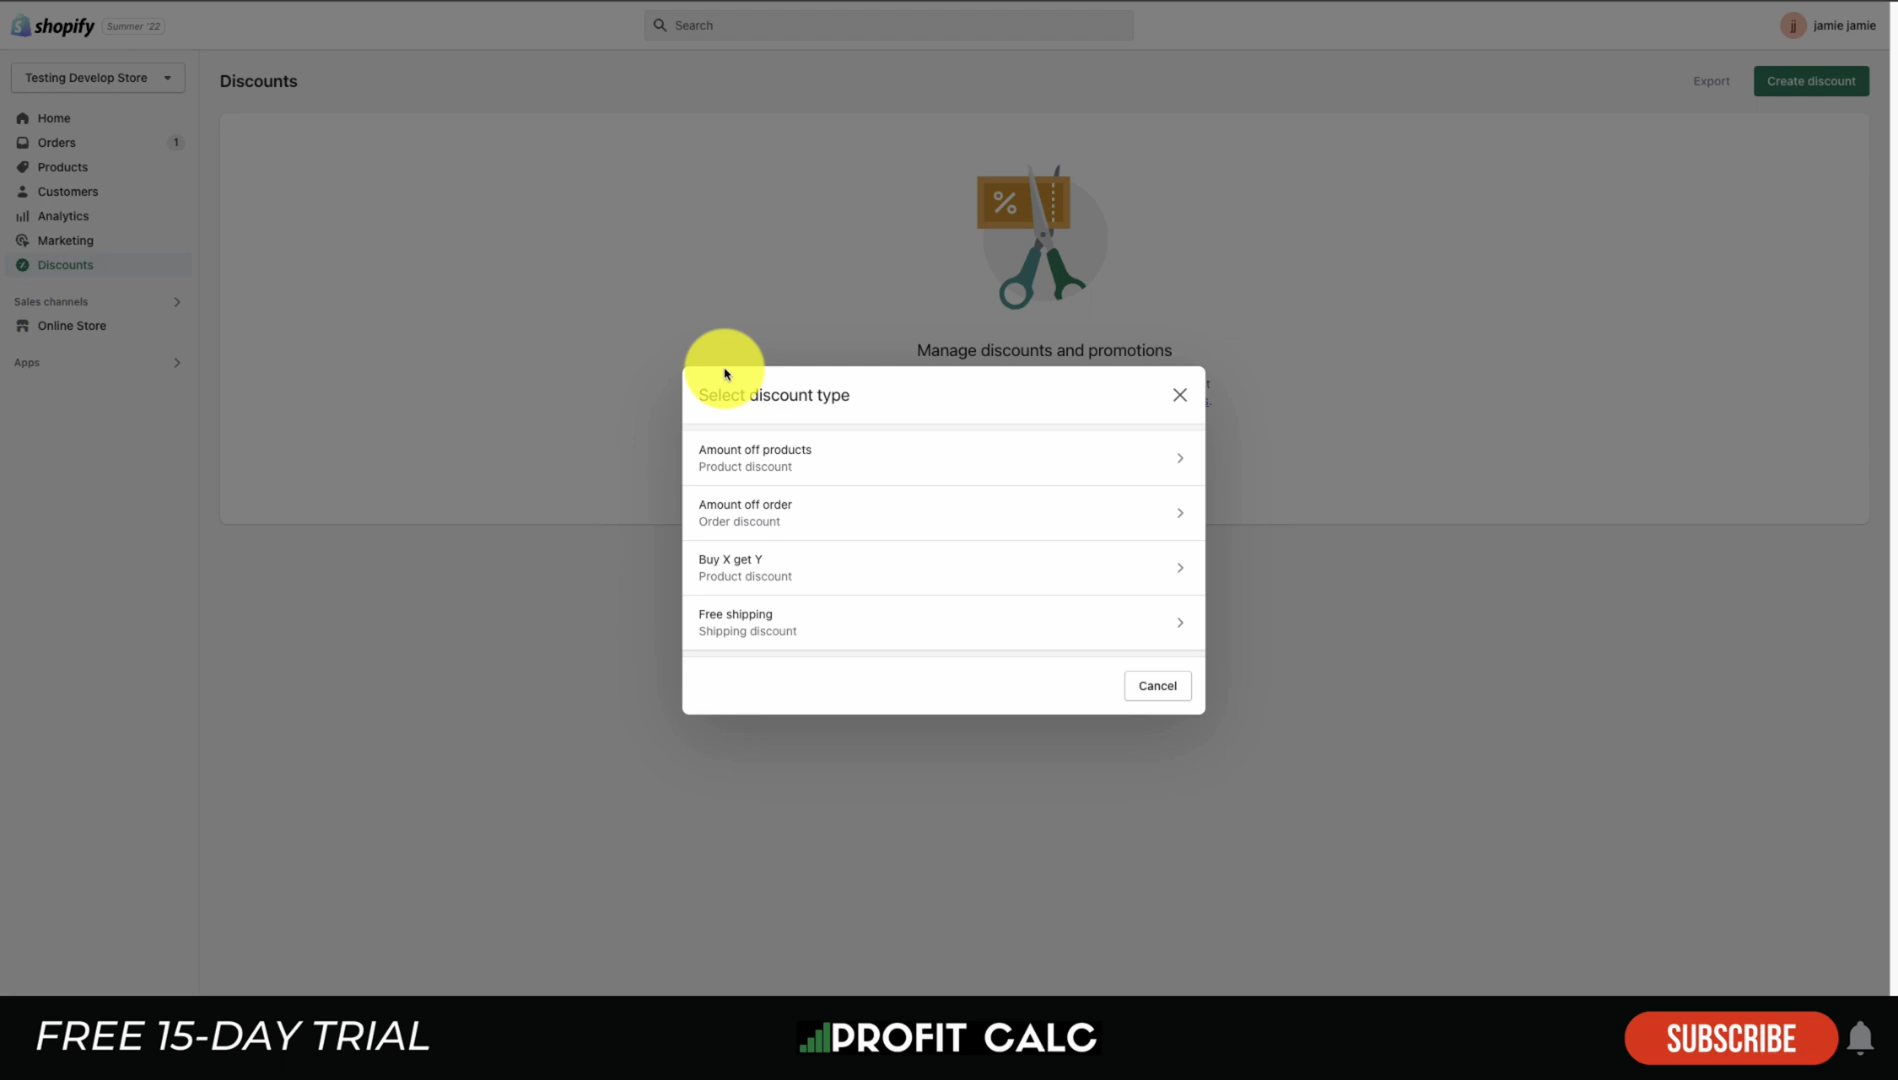 shopify Summer '22
Search
jj jamie jamie
Testing Develop Store
Discounts
Export
Create discount
Home
Orders 1
Products
Customers
Analytics
Marketing
Discounts
Sales channels
Online Store
Apps
%
Manage discounts and promotions
Select discount type
Amount off products
Product discount
Amount off order
Order discount
Buy X get Y
Product discount
Free shipping
Shipping discount
Cancel
FREE 15-DAY TRIAL
PROFIT CALC
SUBSCRIBE